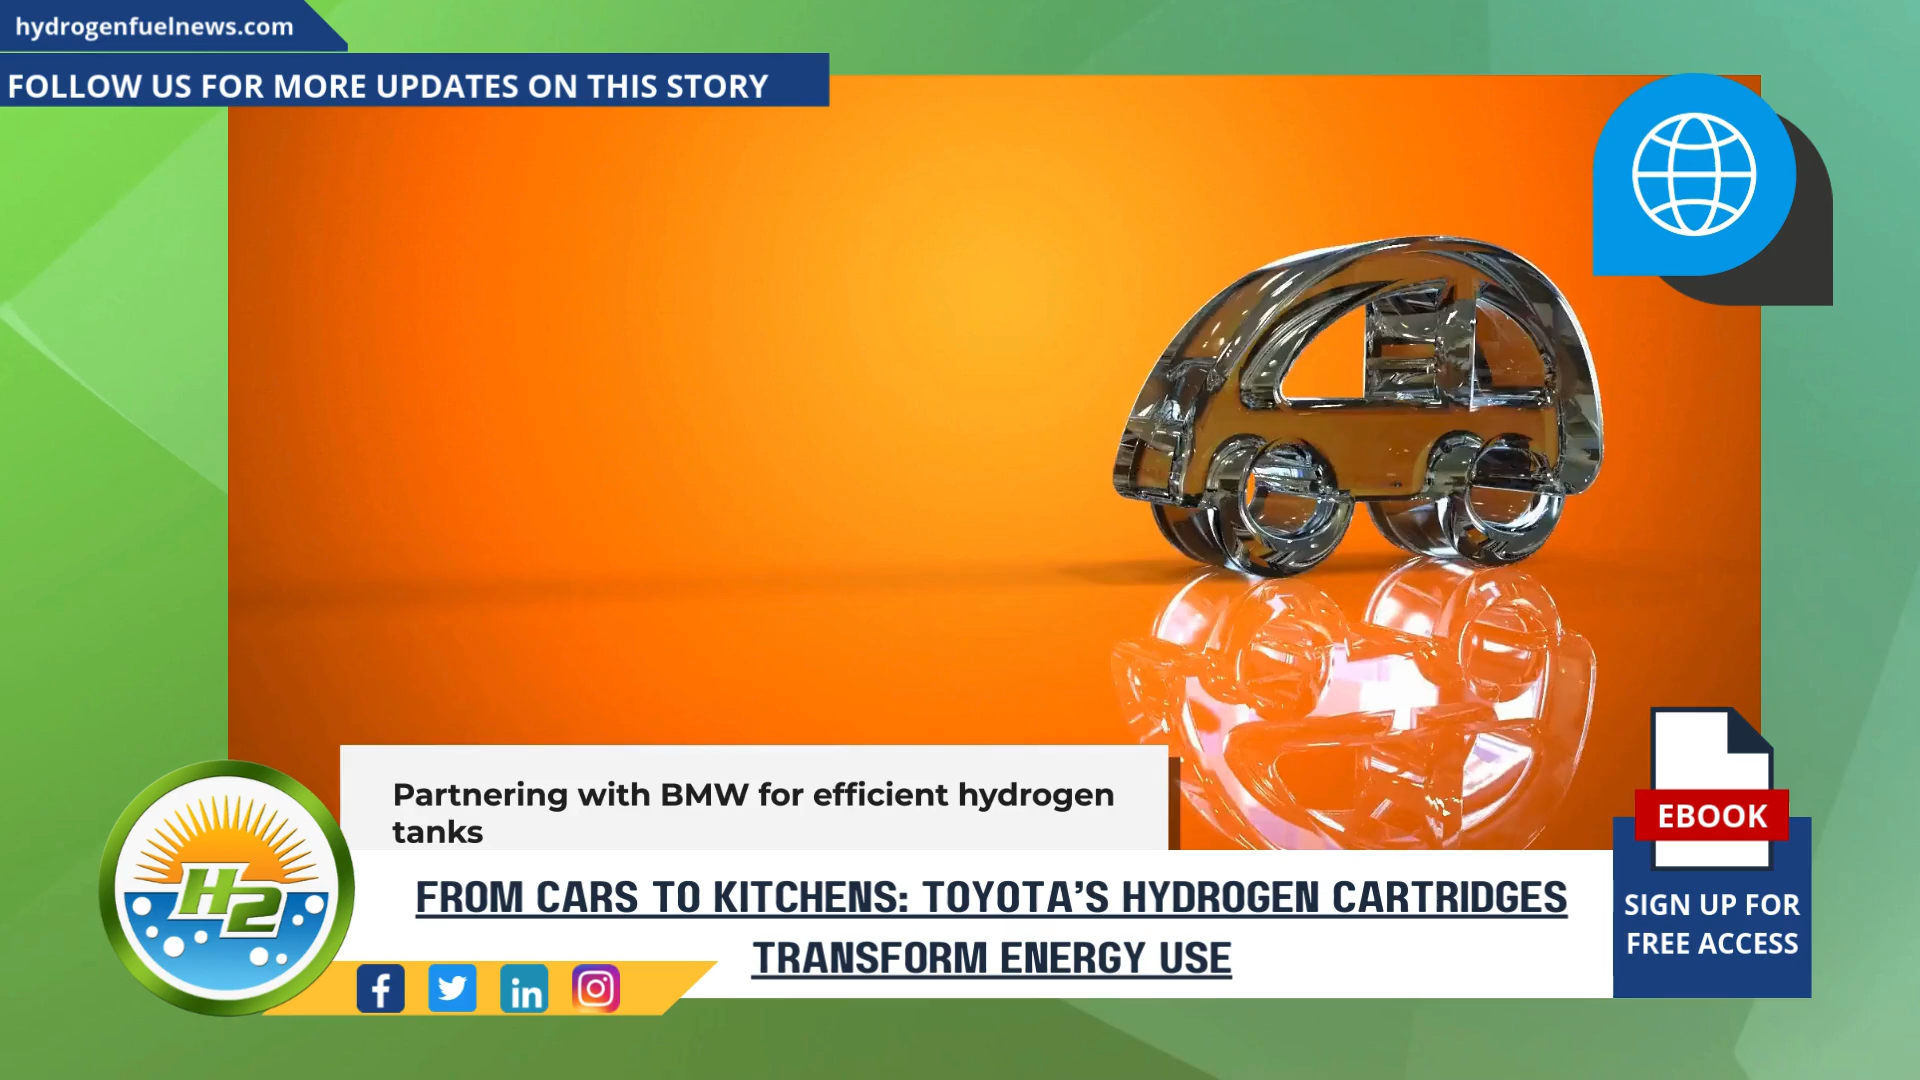 hydrogenfuelnews.com
FOLLOW US FOR MORE UPDATES ON THIS STORY
Partnering with BMW for efficient hydrogen
tanks
FROM CARS TO KITCHENS: TOYOTA’S HYDROGEN CARTRIDGES
TRANSFORM ENERGY USE
H2
EBOOK
SIGN UP FOR
FREE ACCESS